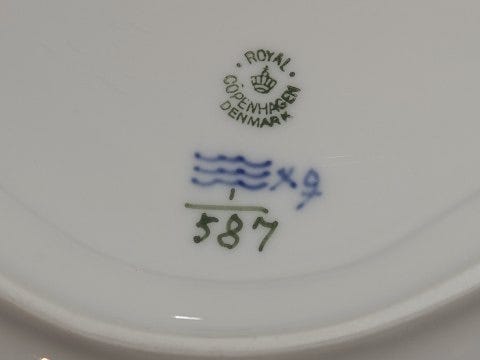 ROYAL
COPENHAGEN
DENMARK
x g
1
587